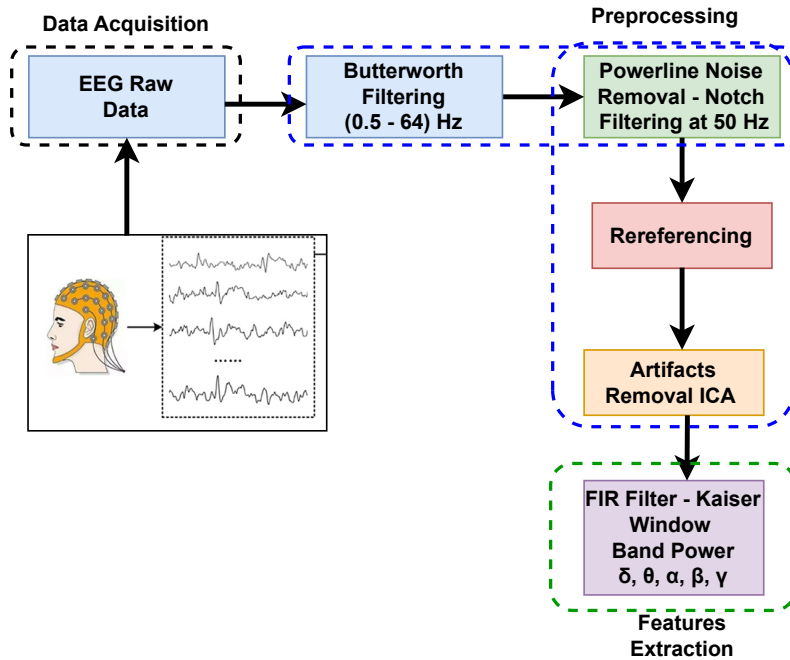 Data Acquisition
Preprocessing
EEG Raw
Data
Butterworth
Filtering
(0.5 - 64) Hz
Powerline Noise
Removal - Notch
Filtering at 50 Hz
Rereferencing
......
Artifacts
Removal ICA
FIR Filter - Kaiser
Window
Band Power
δ, θ, α, β, γ
Features
Extraction